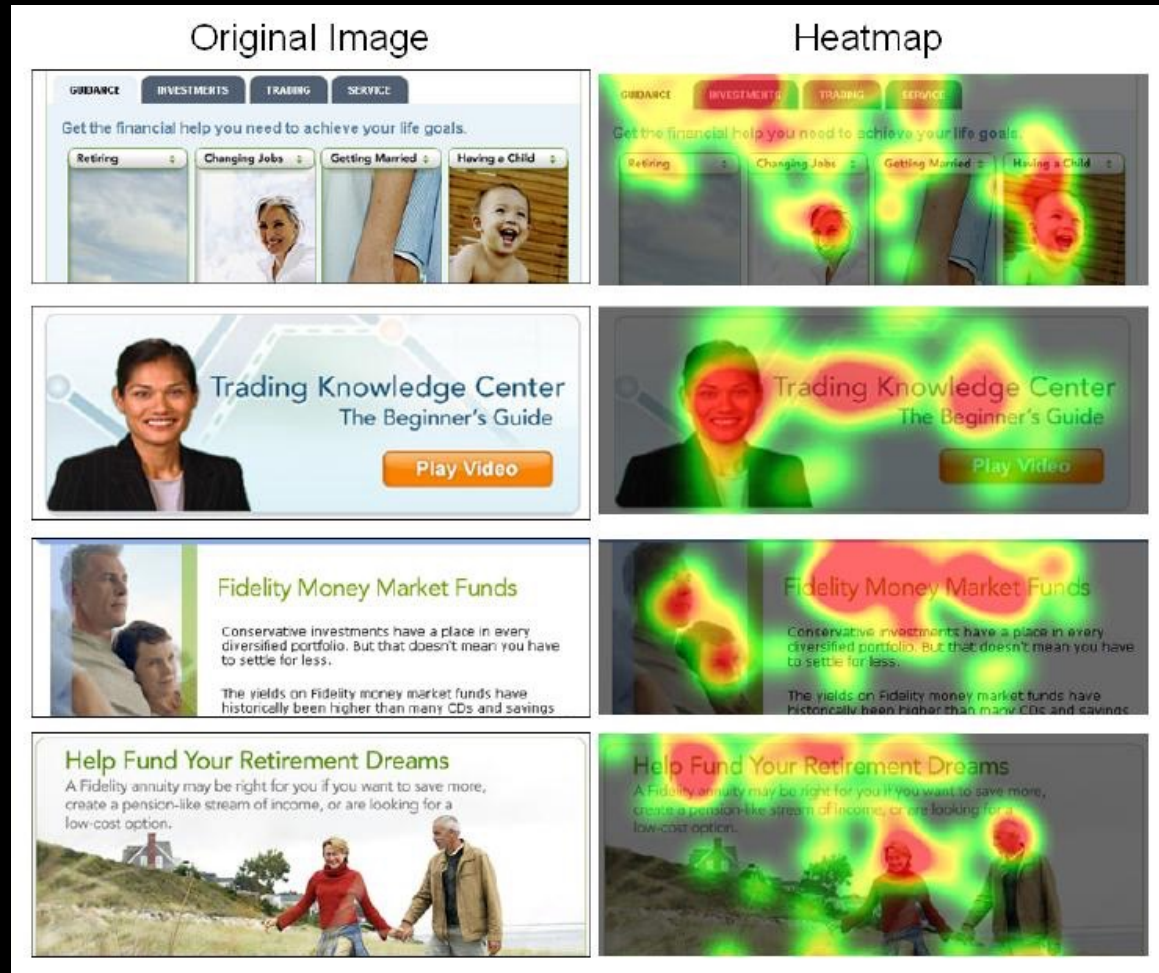 Original Image
Heatmap
GUIDANCE INVESTMENTS TRADING SERVICE
Get the financial help you need to achieve your life goals.
Retiring Changing Jobs Getting Married Having a Child
GUIDANCE INVESTMENTS TRADING SERVICE
Get the financial help you need to achieve your life goals.
Retiring Changing Jobs Getting Married Having a Child
Trading Knowledge Center
The Beginner's Guide
Play Video
Trading Knowledge Center
The Beginner's Guide
Play Video
Fidelity Money Market Funds
Conservative investments have a place in every
diversified portfolio. But that doesn't mean you have
to settle for less.
The yields on Fidelity money market funds have
historically been higher than many CDs and savings
Fidelity Money Market Funds
Conservative investments have a place in every
diversified portfolio. But that doesn't mean you have
to settle for less.
The yields on Fidelity money market funds have
historically been higher than many CDs and savings
Help Fund Your Retirement Dreams
A Fidelity annuity may be right for you if you want to save more,
create a pension-like stream of income, or are looking for a
low-cost option.
Help Fund Your Retirement Dreams
A Fidelity annuity may be right for you if you want to save more,
create a pension-like stream of income, or are looking for a
low-cost option.